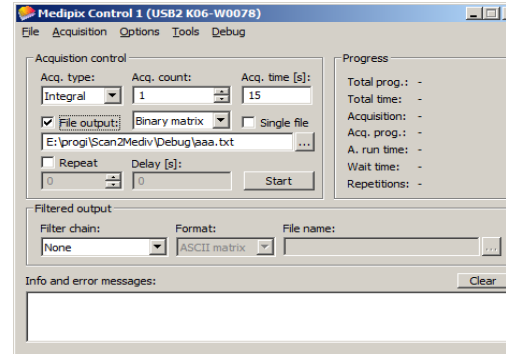 Medipix Control 1 (USB2 K06-W0078)
File Acquisition Options Tools Debug
Acquistion control
Acq. type: Acq. count: Acq. time [s]:
Integral 1 15
File output: Binary matrix Single file
E:\progi\Scan2Mediv\Debug\aaa.txt ...
Repeat Delay [s]:
0 0 Start
Progress
Total prog.: -
Total time: -
Acquisition: -
Acq. prog.: -
A. run time: -
Wait time: -
Repetitions: -
Filtered output
Filter chain: Format: File name:
None ASCII matrix ...
Info and error messages: Clear